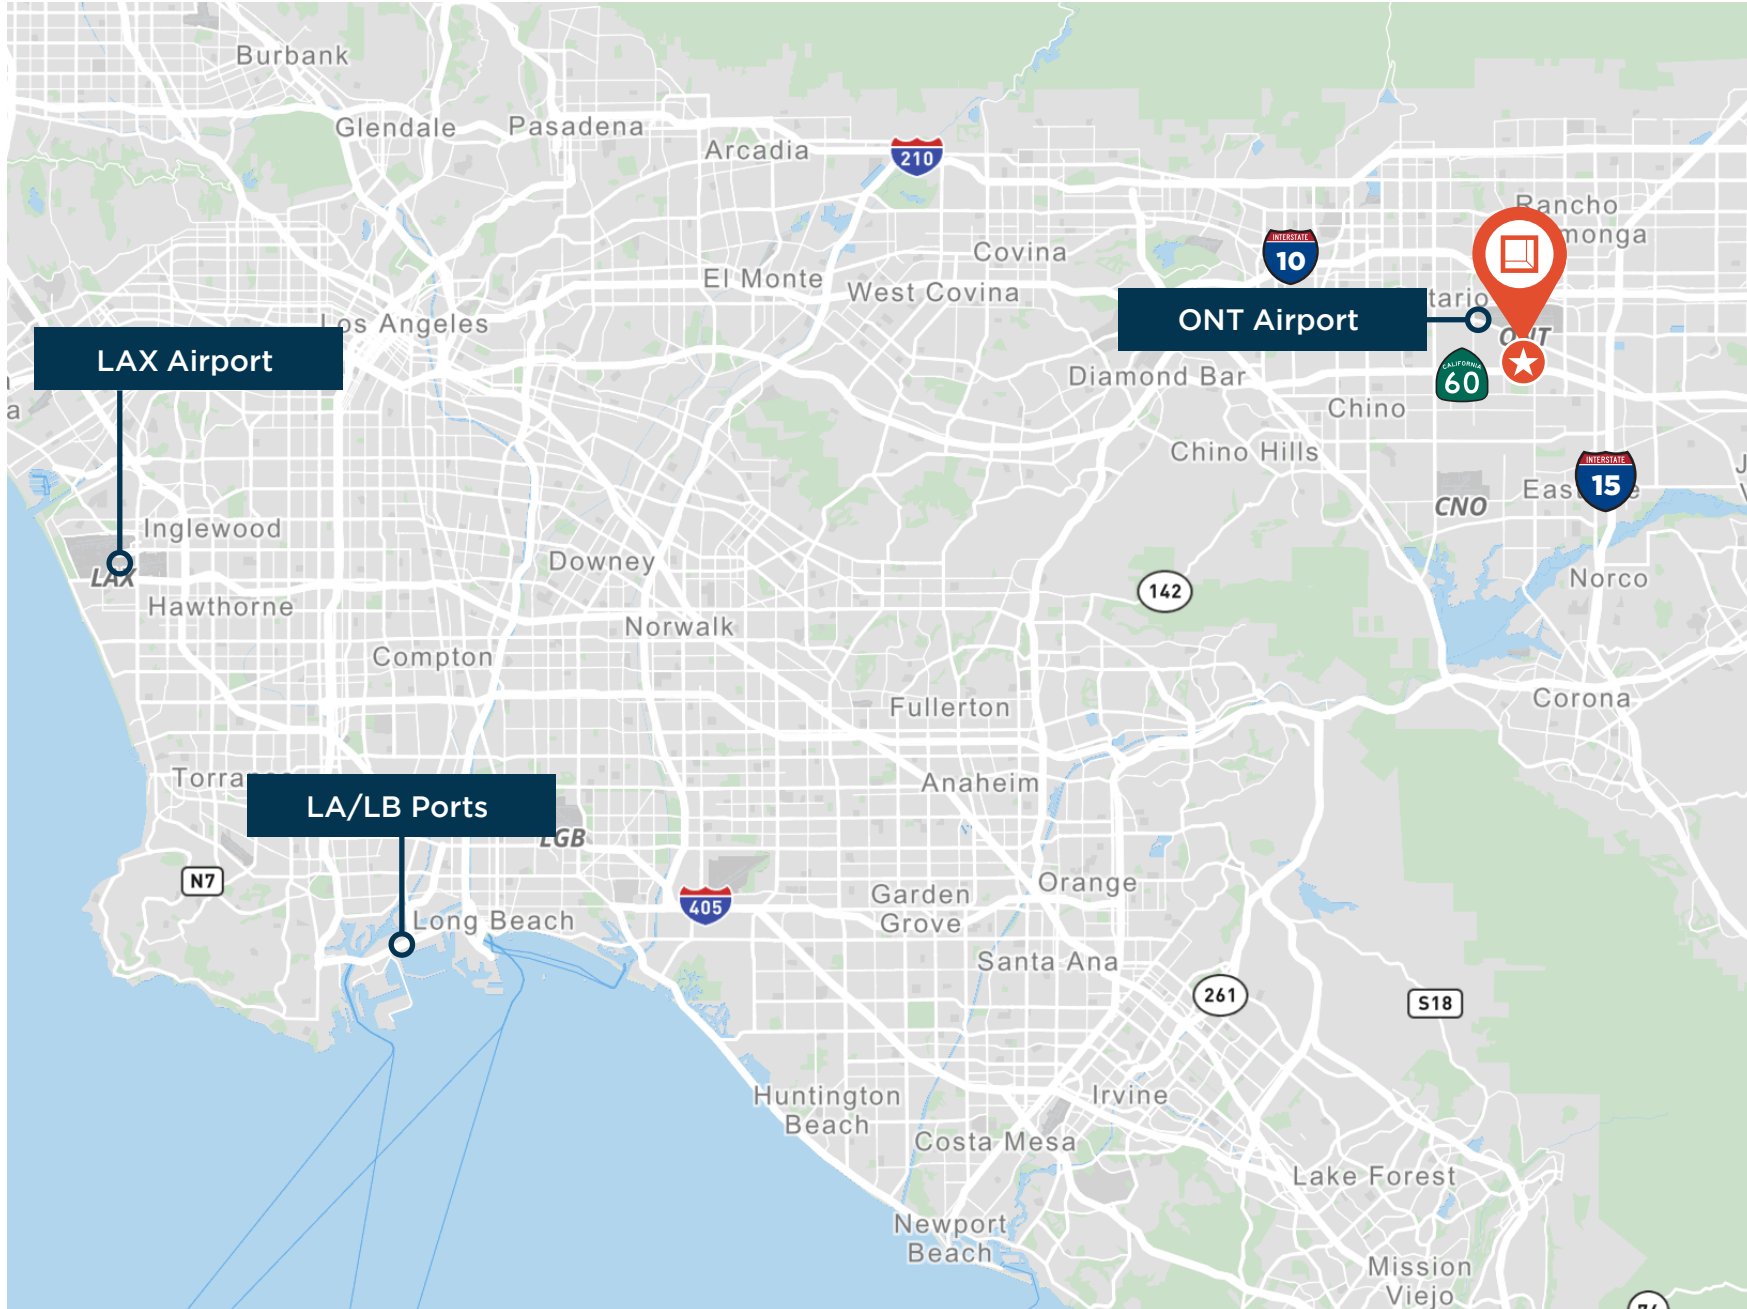 Burbank
Glendale
Pasadena
Arcadia
210
Rancho
monga
INTERSTATE
10
Covina
El Monte
West Covina
tario
ONT Airport
Los Angeles
ONT
LAX Airport
CALIFORNIA
60
Diamond Bar
Chino
a
Chino Hills
INTERSTATE
15
CNO
Inglewood
Downey
LAX
142
Norco
Hawthorne
Norwalk
Compton
Corona
Fullerton
Torra
Anaheim
LA/LB Ports
LGB
N7
Orange
Garden
Grove
405
Long Beach
Santa Ana
261
S18
Huntington
Beach
Irvine
Costa Mesa
Lake Forest
Newport
Beach
Mission
Viejo